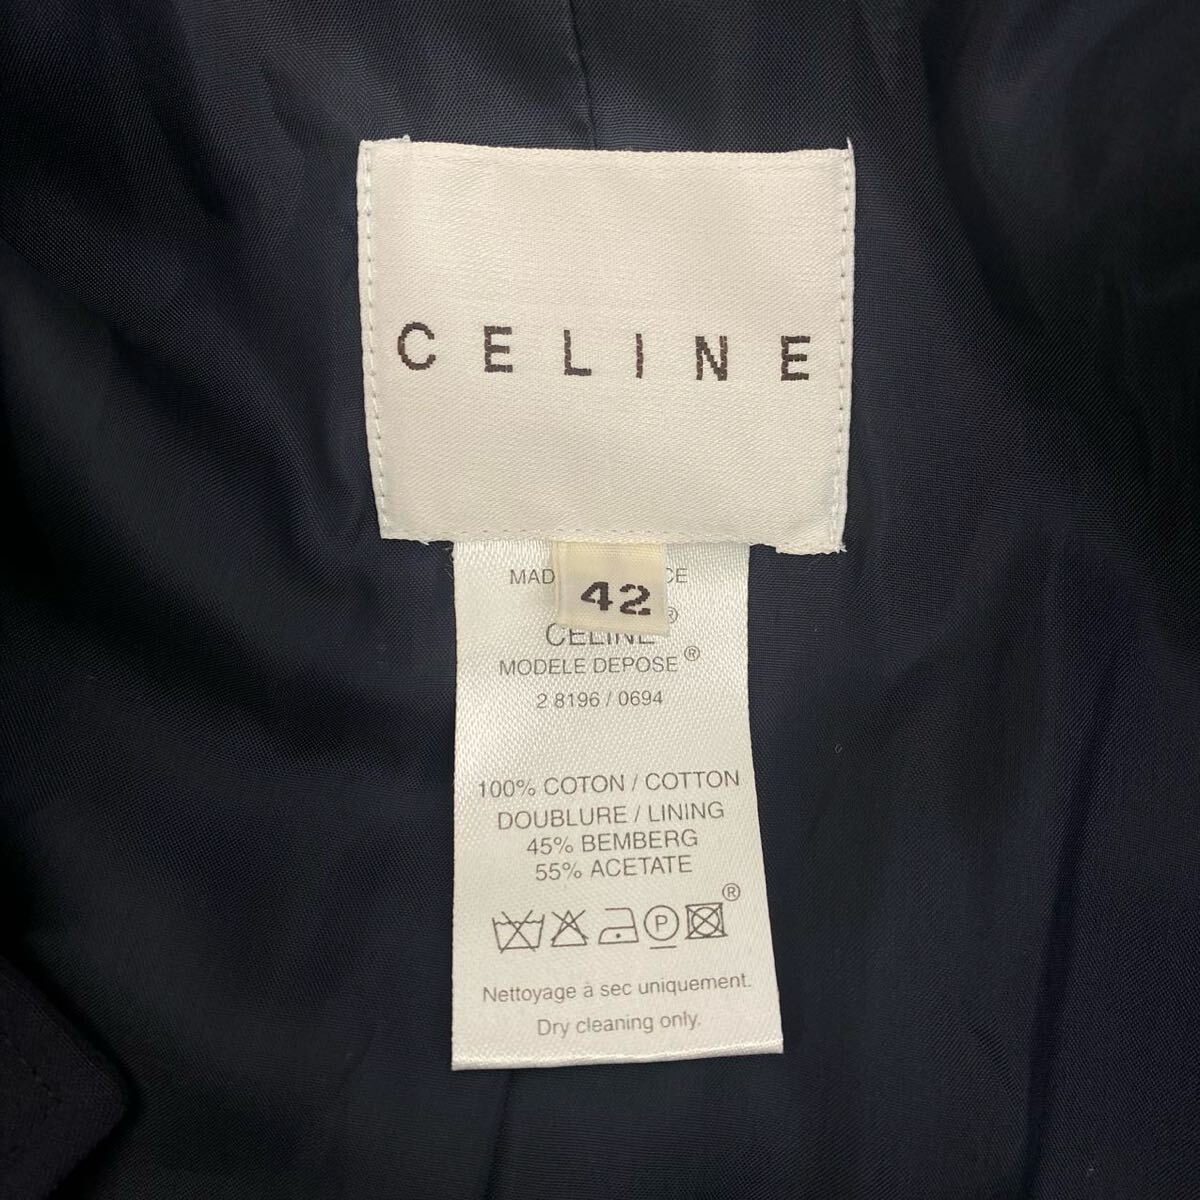 CELINE
42
MAD CE
CELINE®
MODELE DEPOSE®
2 8196 / 0694
100% COTON / COTTON
DOUBLURE / LINING
45% BEMBERG
55% ACETATE
P ®
Nettoyage à sec uniquement.
Dry cleaning only.